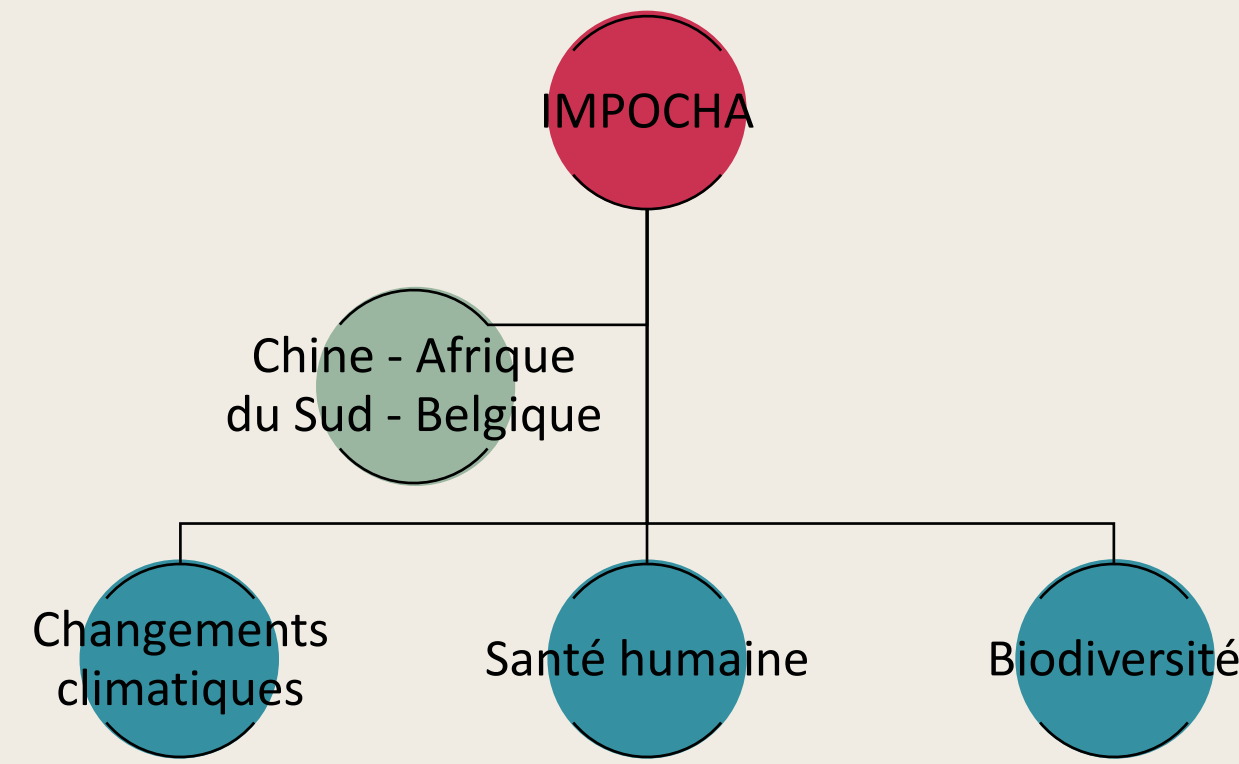 IMPOCHA
Chine - Afrique
du Sud - Belgique
Changements
climatiques
Santé humaine
Biodiversité